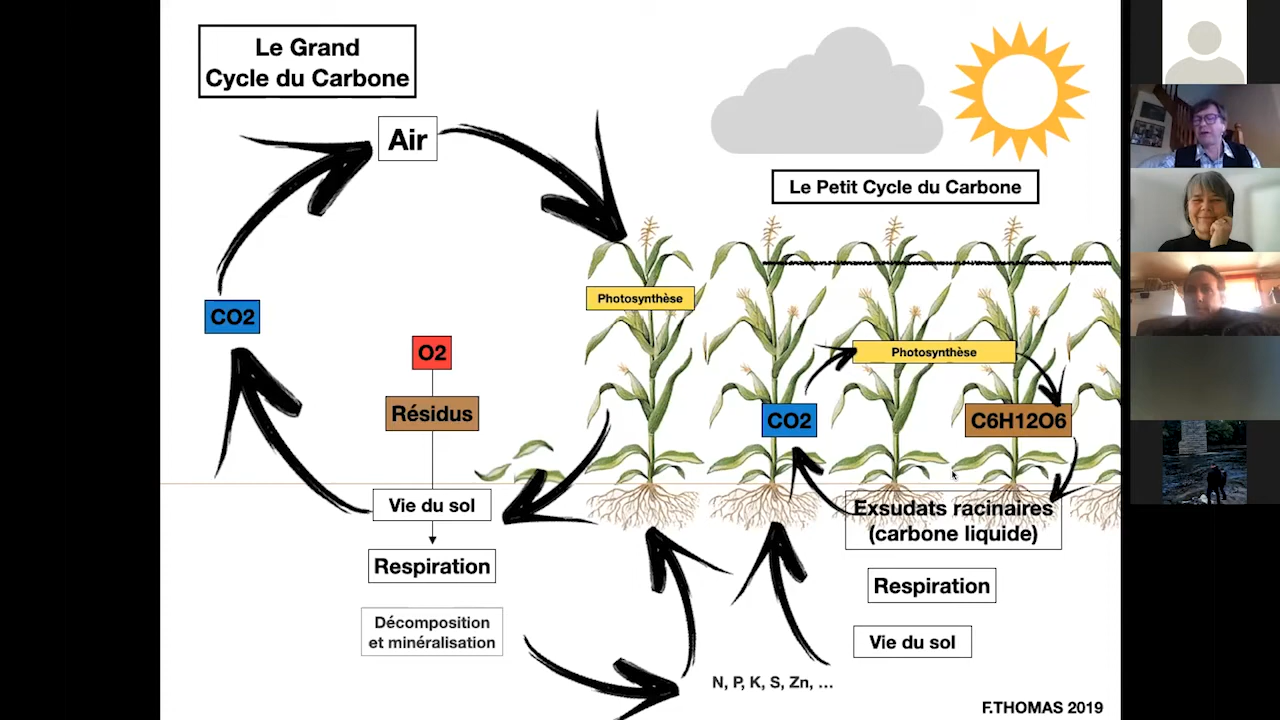 Le Grand
Cycle du Carbone
Air
Le Petit Cycle du Carbone
Photosynthèse
CO2
O2
Photosynthèse
Résidus
CO2
C6H12O6
Vie du sol
Exsudats racinaires
(carbone liquide)
Respiration
Respiration
Décomposition
et minéralisation
Vie du sol
N, P, K, S, Zn, ...
F.THOMAS 2019